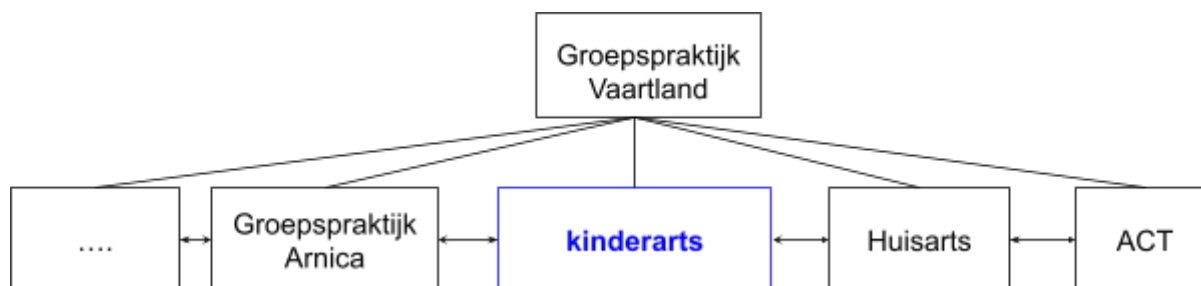 Groepspraktijk
Vaartland
....
Groepspraktijk
Arnica
kinderarts
Huisarts
ACT